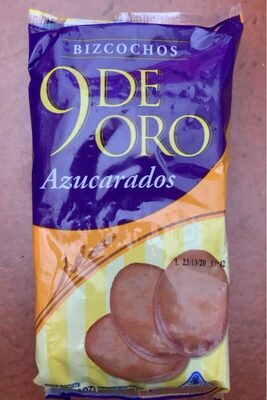 BIZCOCHOS
9 DE
ORO
Azucarados